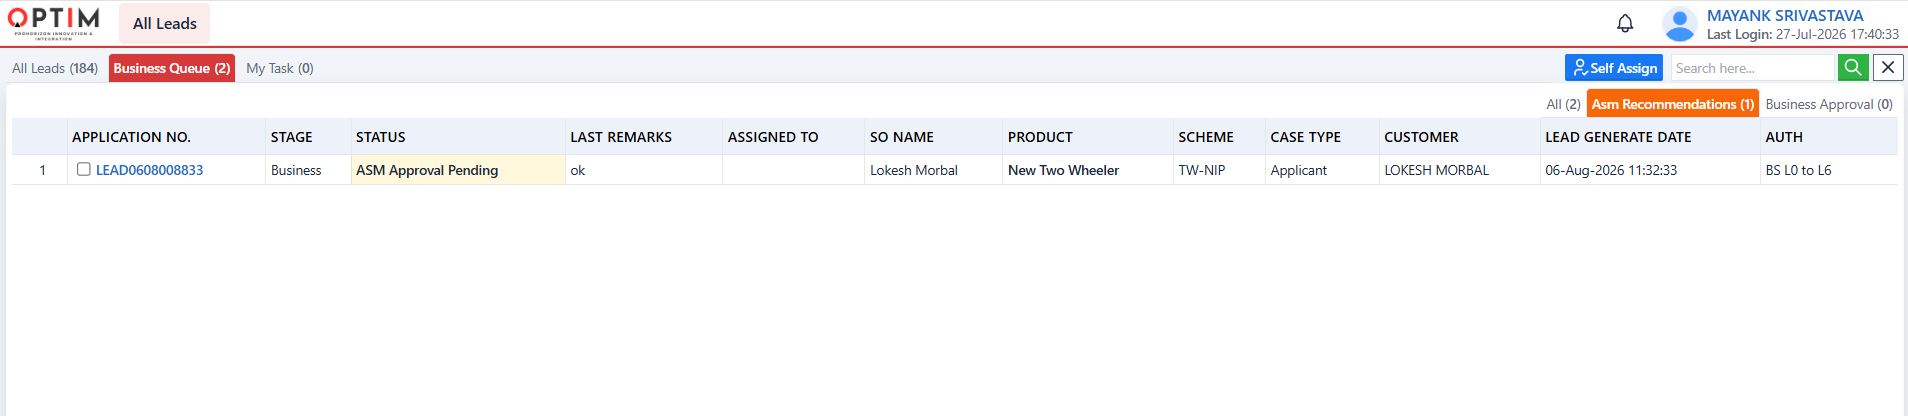 OPTIM
PROHORIZON INNOVATION & INTEGRATION
All Leads
MAYANK SRIVASTAVA
Last Login: 27-Jul-2026 17:40:33
All Leads (184) Business Queue (2) My Task (0) Self Assign Search here...
All (2) Asm Recommendations (1) Business Approval (0)
APPLICATION NO. STAGE STATUS LAST REMARKS ASSIGNED TO SO NAME PRODUCT SCHEME CASE TYPE CUSTOMER LEAD GENERATE DATE AUTH
1 LEAD0608008833 Business ASM Approval Pending ok Lokesh Morbal New Two Wheeler TW-NIP Applicant LOKESH MORBAL 06-Aug-2026 11:32:33 BS L0 to L6